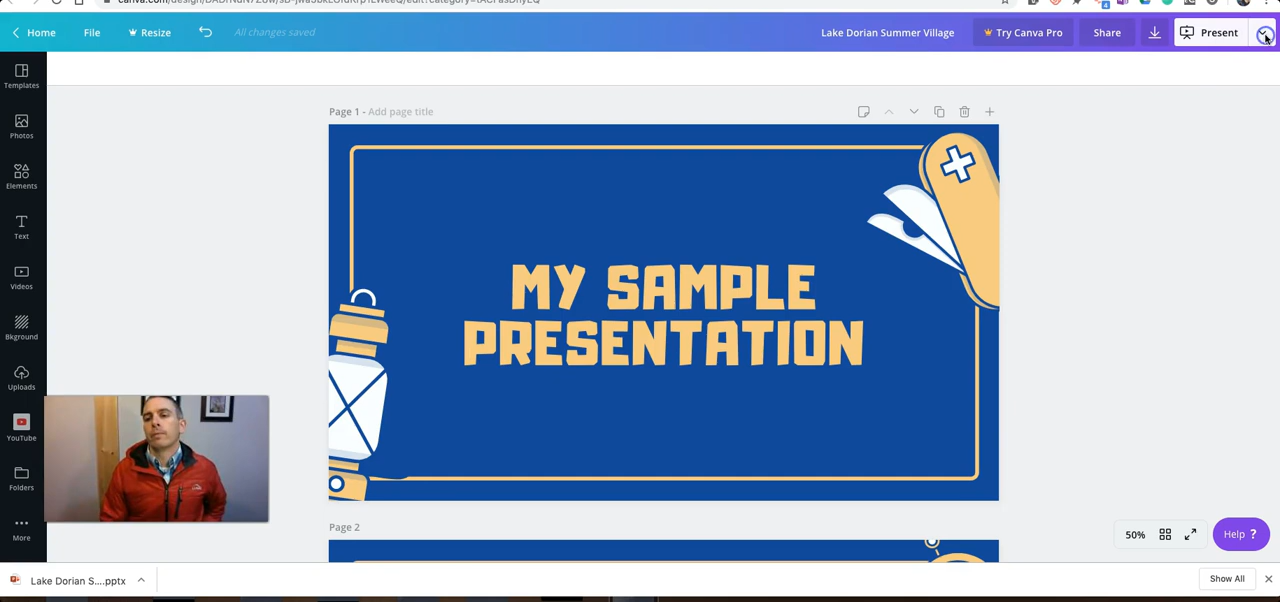 Home
File
Resize
All changes saved
Lake Dorian Summer Village
Try Canva Pro
Share
Present
Templates
Photos
Elements
Text
Videos
Bkground
Uploads
YouTube
Folders
More
Page 1 - Add page title
MY SAMPLE
PRESENTATION
Page 2
50%
Help ?
Lake Dorian S....pptx
Show All